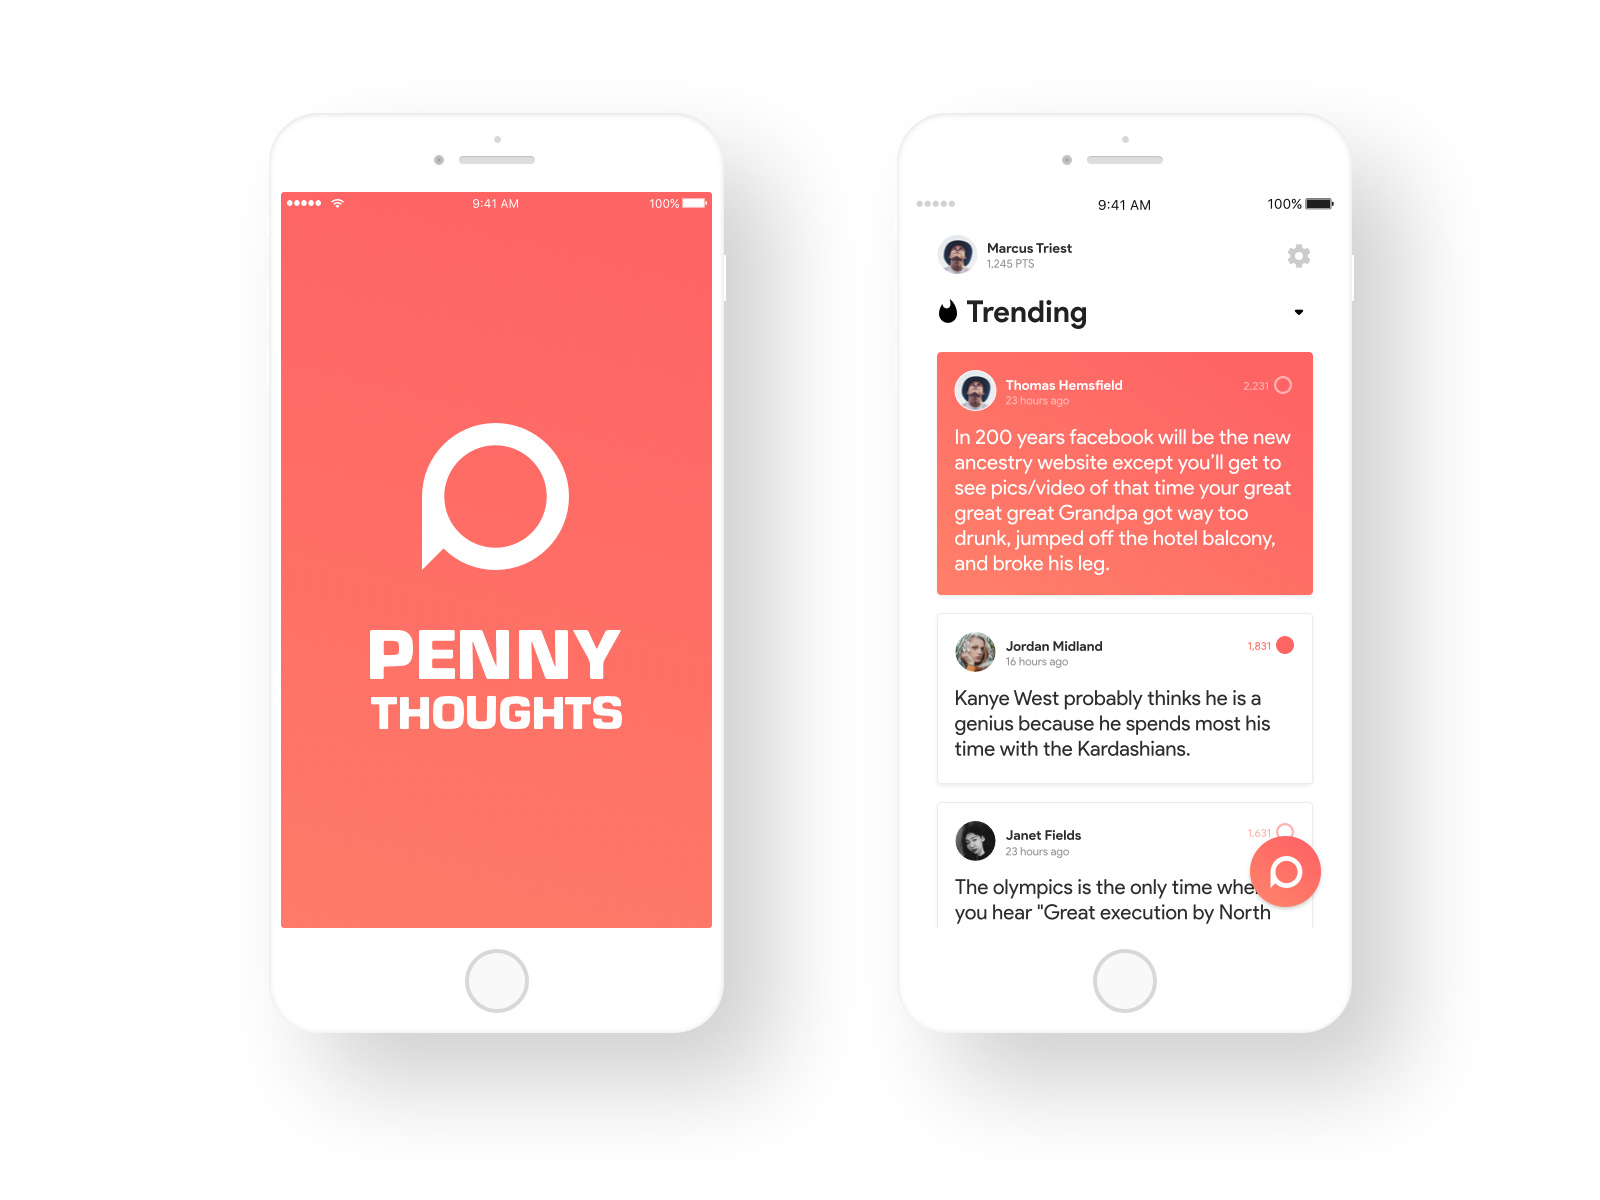 9:41 AM
100%
PENNY
THOUGHTS
9:41 AM
100%
Marcus Triest
1,245 PTS
Trending
Thomas Hemsfield
2,231
23 hours ago
In 200 years facebook will be the new
ancestry website except you’ll get to
see pics/video of that time your great
great great Grandpa got way too
drunk, jumped off the hotel balcony,
and broke his leg.
Jordan Midland
1,831
16 hours ago
Kanye West probably thinks he is a
genius because he spends most his
time with the Kardashians.
Janet Fields
1,631
23 hours ago
The olympics is the only time whe
you hear "Great execution by North